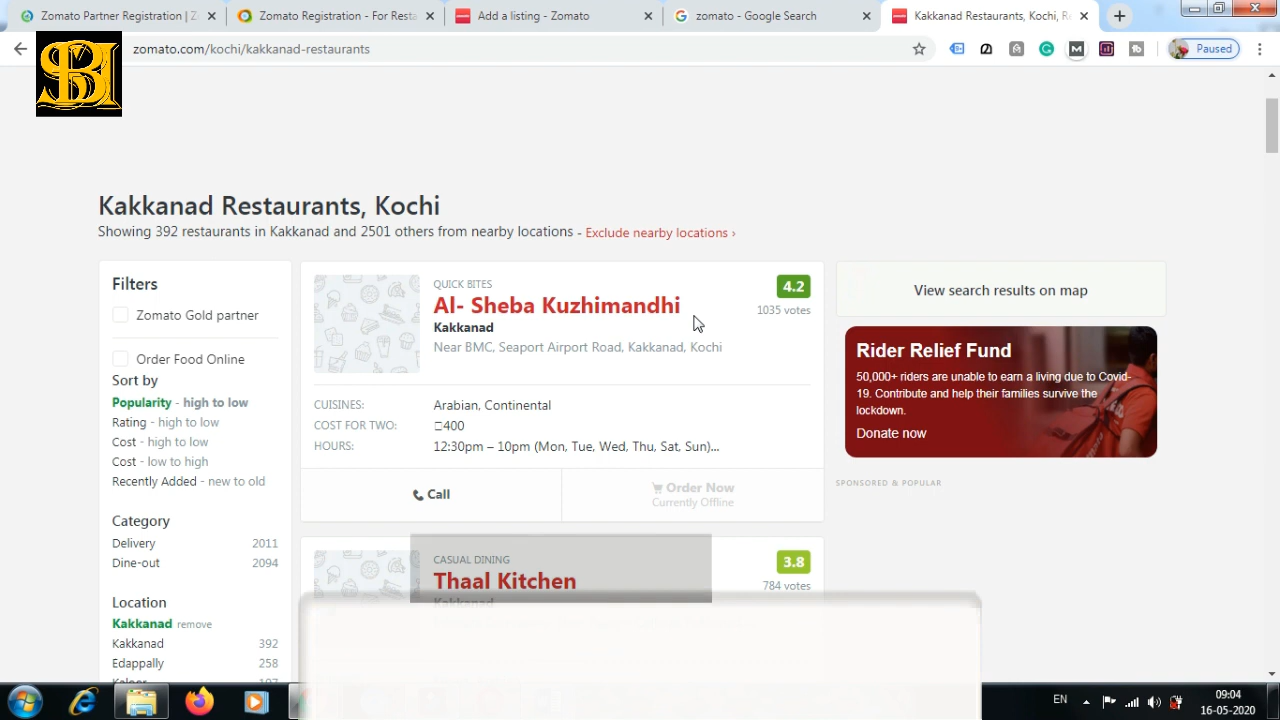 Zomato Partner Registration | Z
Zomato Registration - For Resta
Add a listing - Zomato
zomato - Google Search
Kakkanad Restaurants, Kochi, Re
zomato.com/kochi/kakkanad-restaurants
Paused
Kakkanad Restaurants, Kochi
Showing 392 restaurants in Kakkanad and 2501 others from nearby locations - Exclude nearby locations ›
Filters
Zomato Gold partner
Order Food Online
Sort by
Popularity - high to low
Rating - high to low
Cost - high to low
Cost - low to high
Recently Added - new to old
Category
Delivery 2011
Dine-out 2094
Location
Kakkanad remove
Kakkanad 392
Edappally 258
QUICK BITES
Al- Sheba Kuzhimandhi
4.2
1035 votes
Kakkanad
Near BMC, Seaport Airport Road, Kakkanad, Kochi
CUISINES: Arabian, Continental
COST FOR TWO: 400
HOURS: 12:30pm – 10pm (Mon, Tue, Wed, Thu, Sat, Sun)...
Call
Order Now
Currently Offline
CASUAL DINING
Thaal Kitchen
3.8
784 votes
Kakkanad
View search results on map
Rider Relief Fund
50,000+ riders are unable to earn a living due to Covid-
19. Contribute and help their families survive the
lockdown.
Donate now
SPONSORED & POPULAR
EN
09:04
16-05-2020